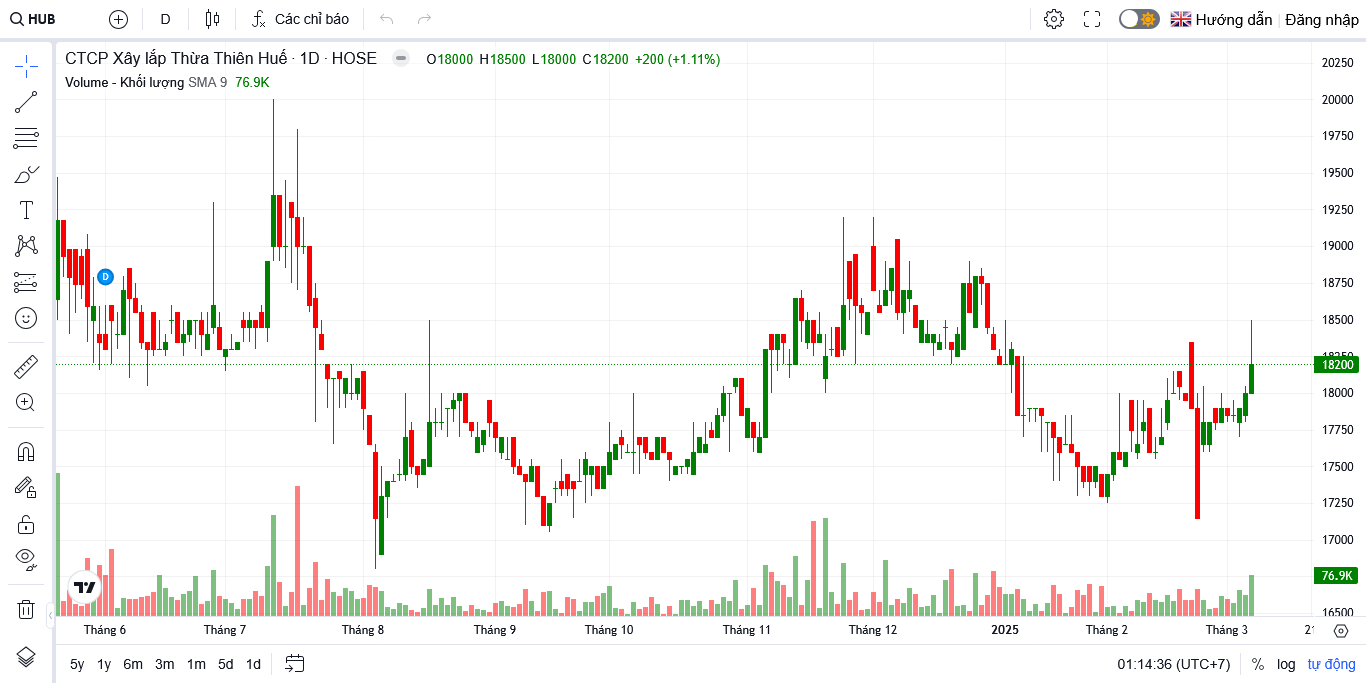 HUB D Các chỉ báo Hướng dẫn Đăng nhập
CTCP Xây lắp Thừa Thiên Huế · 1D · HOSE O18000 H18500 L18000 C18200 +200 (+1.11%)
Volume - Khối lượng SMA 9 76.9K
20250
20000
19750
19500
19250
19000
D
18750
18500
18250
18200
18000
17750
17500
17250
17000
76.9K
16500
Tháng 6 Tháng 7 Tháng 8 Tháng 9 Tháng 10 Tháng 11 Tháng 12 2025 Tháng 2 Tháng 3
5y 1y 6m 3m 1m 5d 1d 01:14:36 (UTC+7) % log tự động